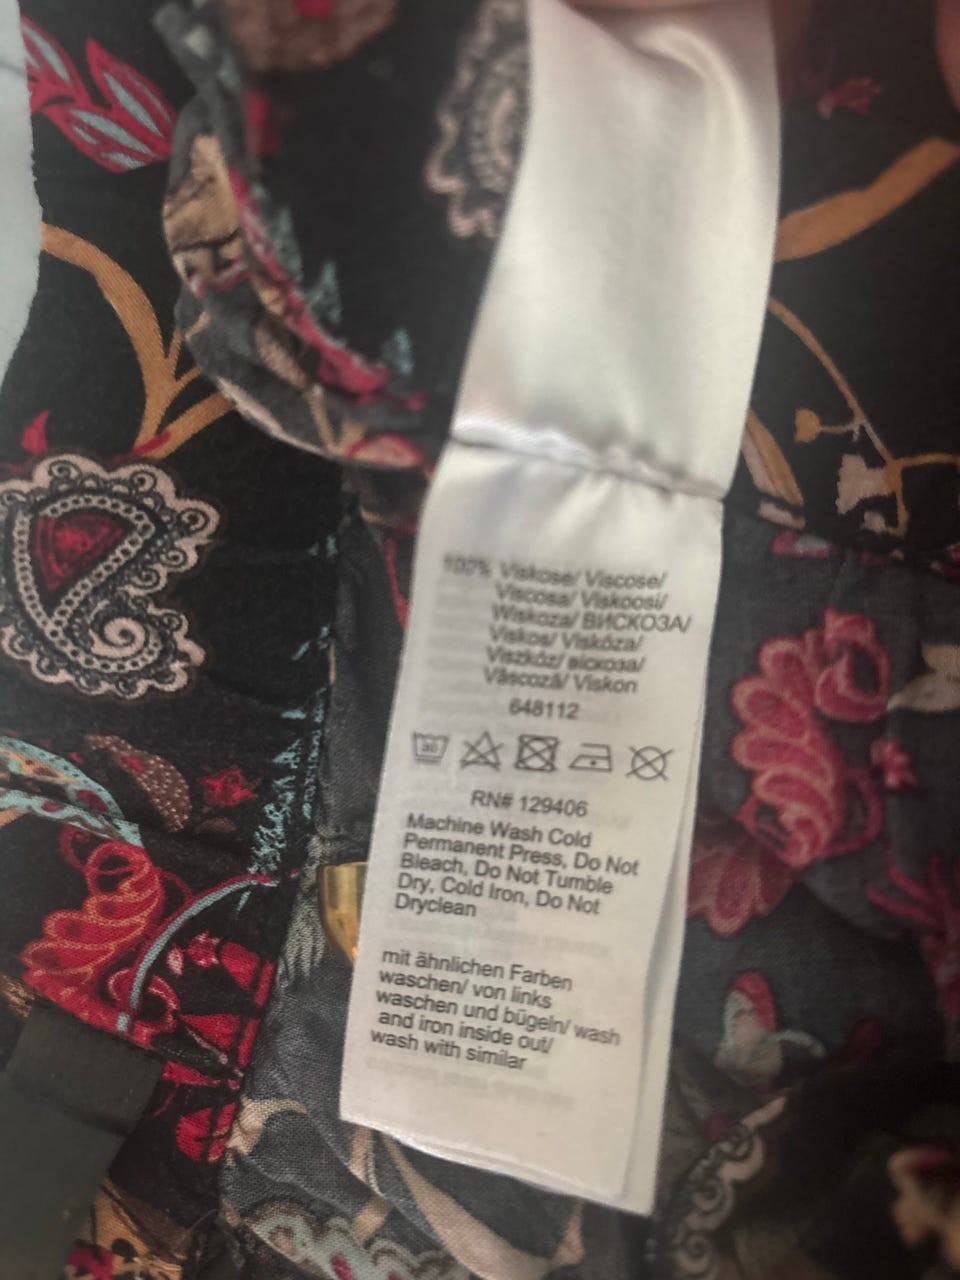 100% Viskose/ Viscose/
Viscosa/ Viskoosi/
Wiskoza/ ВИСКОЗА/
Viskos/ Viskóza/
Viszkóz/ віскоза/
Vâscoză/ Viskon
648112
30
RN# 129406
Machine Wash Cold
Permanent Press, Do Not
Bleach, Do Not Tumble
Dry, Cold Iron, Do Not
Dryclean
mit ähnlichen Farben
waschen/ von links
waschen und bügeln/ wash
and iron inside out/
wash with similar